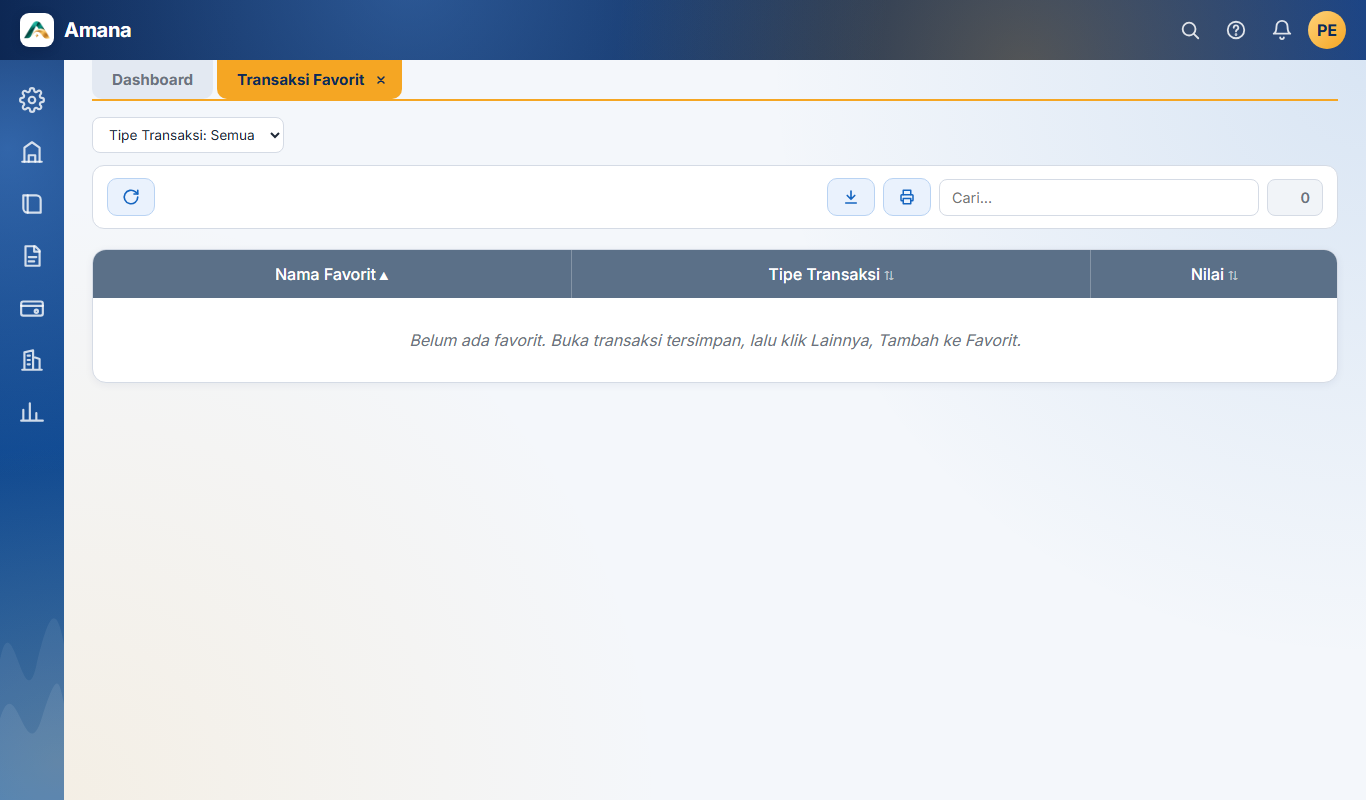 Amana
PE
Dashboard
Transaksi Favorit ×
Tipe Transaksi: Semua
Cari...
0
Nama Favorit ▲
Tipe Transaksi ⇅
Nilai ⇅
Belum ada favorit. Buka transaksi tersimpan, lalu klik Lainnya, Tambah ke Favorit.